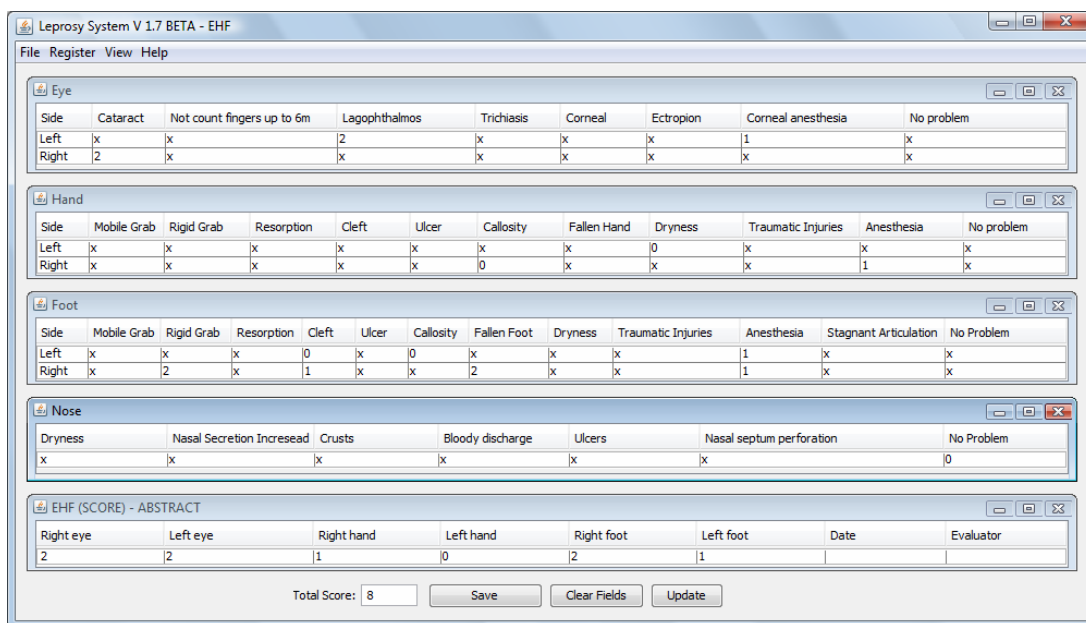 Leprosy System V 1.7 BETA - EHF
File Register View Help
Eye
Side Cataract Not count fingers up to 6m Lagophthalmos Trichiasis Corneal Ectropion Corneal anesthesia No problem
Left x x 2 x x x 1 x
Right 2 x x x x x x x
Hand
Side Mobile Grab Rigid Grab Resorption Cleft Ulcer Callosity Fallen Hand Dryness Traumatic Injuries Anesthesia No problem
Left x x x x x x x 0 x x x
Right x x x x x 0 x x x 1 x
Foot
Side Mobile Grab Rigid Grab Resorption Cleft Ulcer Callosity Fallen Foot Dryness Traumatic Injuries Anesthesia Stagnant Articulation No Problem
Left x x x 0 x 0 x x x 1 x x
Right x 2 x 1 x x 2 x x 1 x x
Nose
Dryness Nasal Secretion Incresead Crusts Bloody discharge Ulcers Nasal septum perforation No Problem
x x x x x x 0
EHF (SCORE) - ABSTRACT
Right eye Left eye Right hand Left hand Right foot Left foot Date Evaluator
2 2 1 0 2 1
Total Score: 8 Save Clear Fields Update